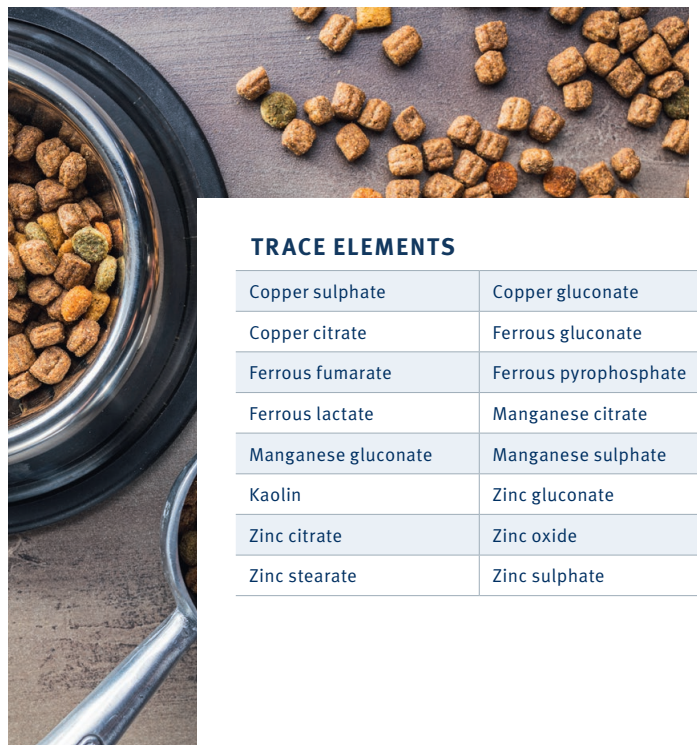 TRACE ELEMENTS
Copper sulphate Copper gluconate
Copper citrate Ferrous gluconate
Ferrous fumarate Ferrous pyrophosphate
Ferrous lactate Manganese citrate
Manganese gluconate Manganese sulphate
Kaolin Zinc gluconate
Zinc citrate Zinc oxide
Zinc stearate Zinc sulphate